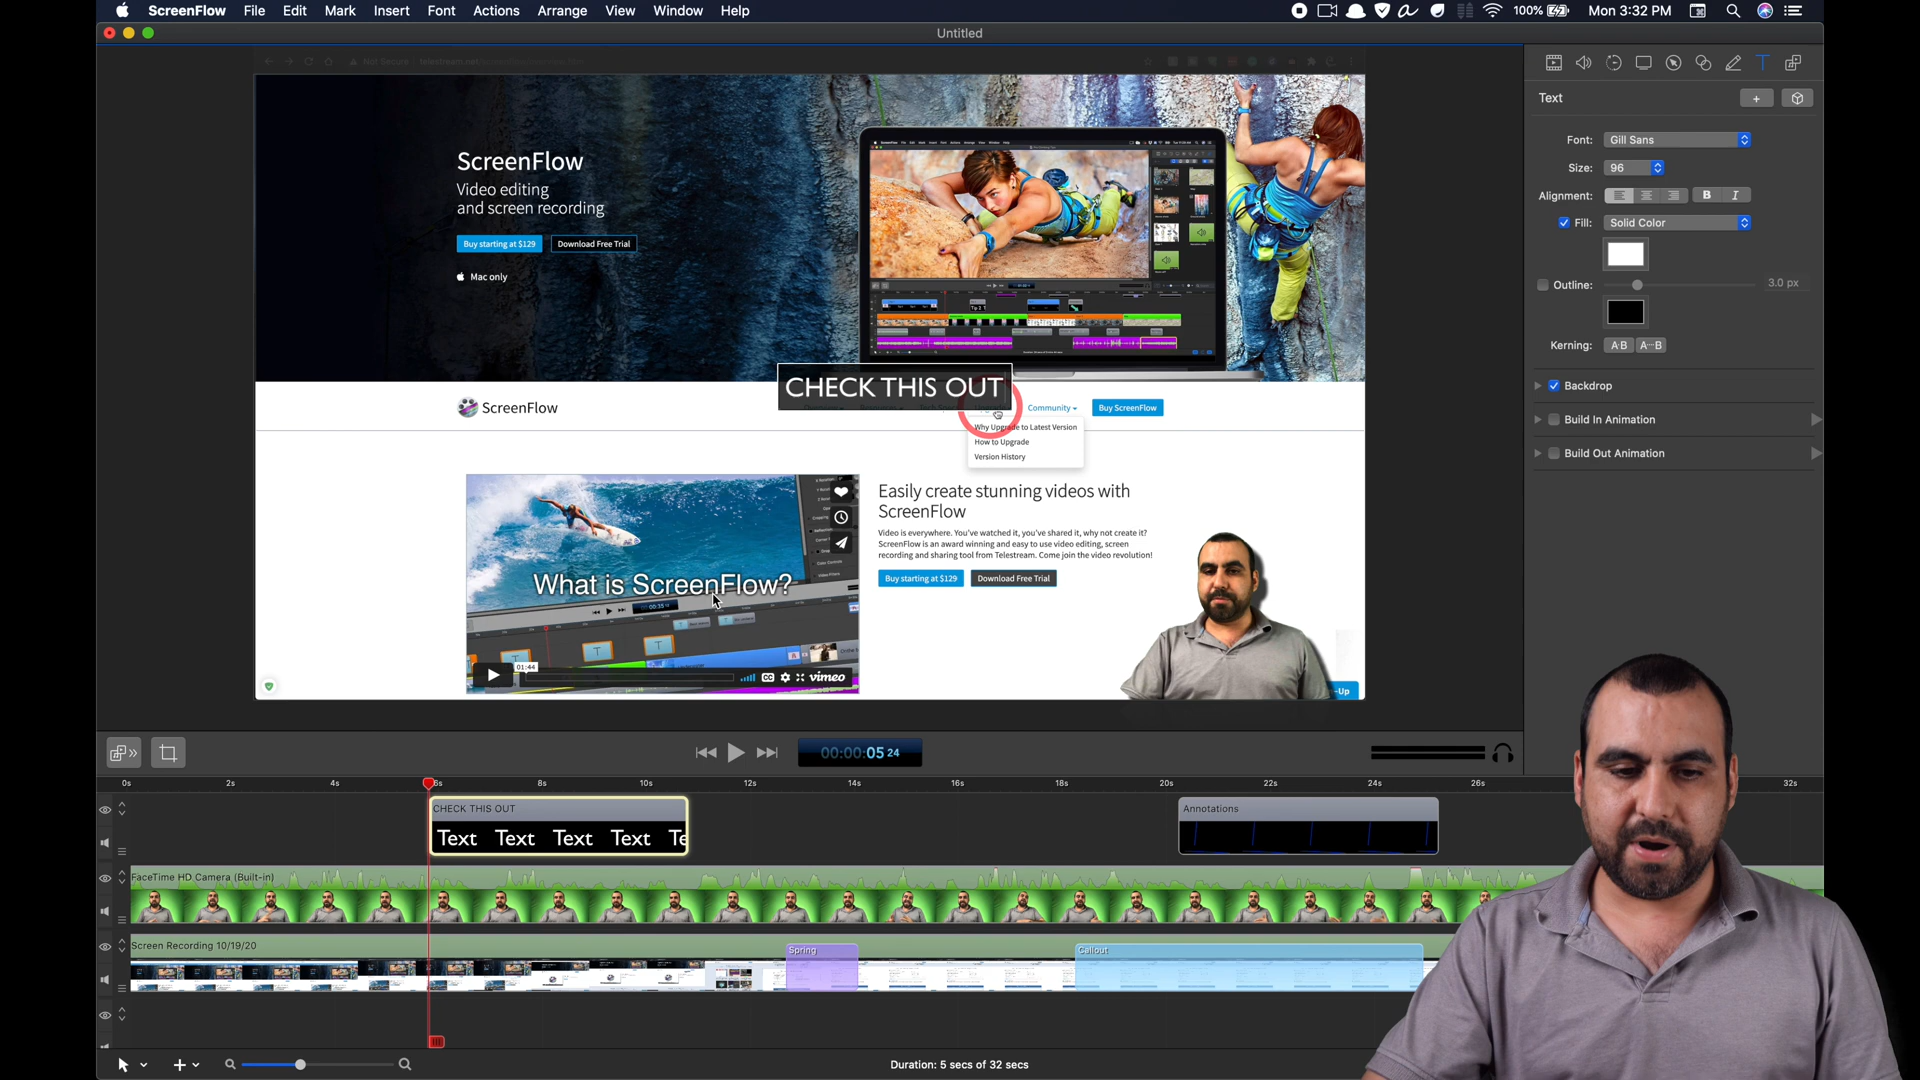 ScreenFlow File Edit Mark Insert Font Actions Arrange View Window Help 100% Mon 3:32 PM
Untitled
Not Secure telestream.net
Text
+
Font: Gill Sans
Size: 96
Alignment: B I
Fill: Solid Color
Outline: 3.0 px
Kerning: AB A B
Backdrop
Build In Animation
Build Out Animation
ScreenFlow
Video editing
and screen recording
Buy starting at $129 Download Free Trial
Mac only
CHECK THIS OUT
ScreenFlow
Community
Buy ScreenFlow
Why Upgrade to Latest Version
How to Upgrade
Version History
What is ScreenFlow?
01:44
CC
vimeo
Easily create stunning videos with
ScreenFlow
Video is everywhere. You've watched it, you've shared it, why not create it?
ScreenFlow is an award winning and easy to use video editing, screen
recording and sharing tool from Telestream. Come join the video revolution!
Buy starting at $129 Download Free Trial
-Up
00:00:05 24
0s 2s 4s 6s 8s 10s 12s 14s 16s 18s 20s 22s 24s 26s 32s
CHECK THIS OUT
Text Text Text Text Te
Annotations
FaceTime HD Camera (Built-in)
Screen Recording 10/19/20
Spring
Callout
Duration: 5 secs of 32 secs